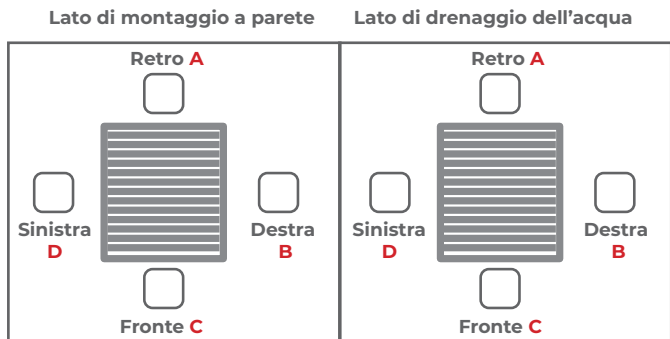 Lato di montaggio a parete
Retro A
Sinistra
D
Destra
B
Fronte C
Lato di drenaggio dell'acqua
Retro A
Sinistra
D
Destra
B
Fronte C